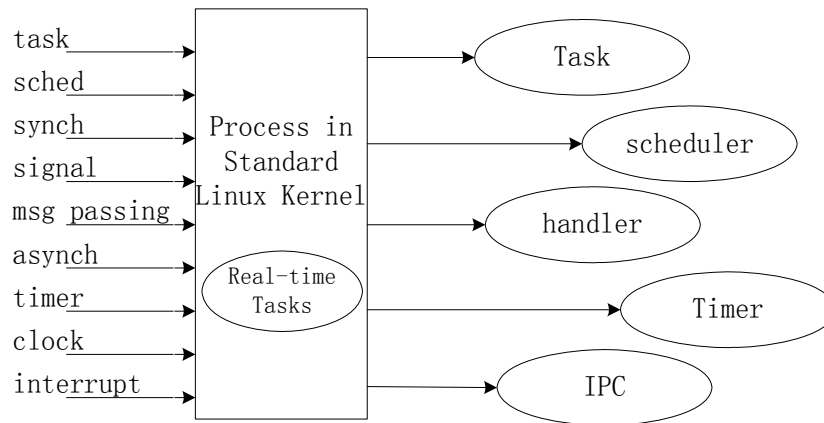 task
sched
synch
signal
msg passing
asynch
timer
clock
interrupt
Process in
Standard
Linux Kernel
Real-time
Tasks
Task
scheduler
handler
Timer
IPC